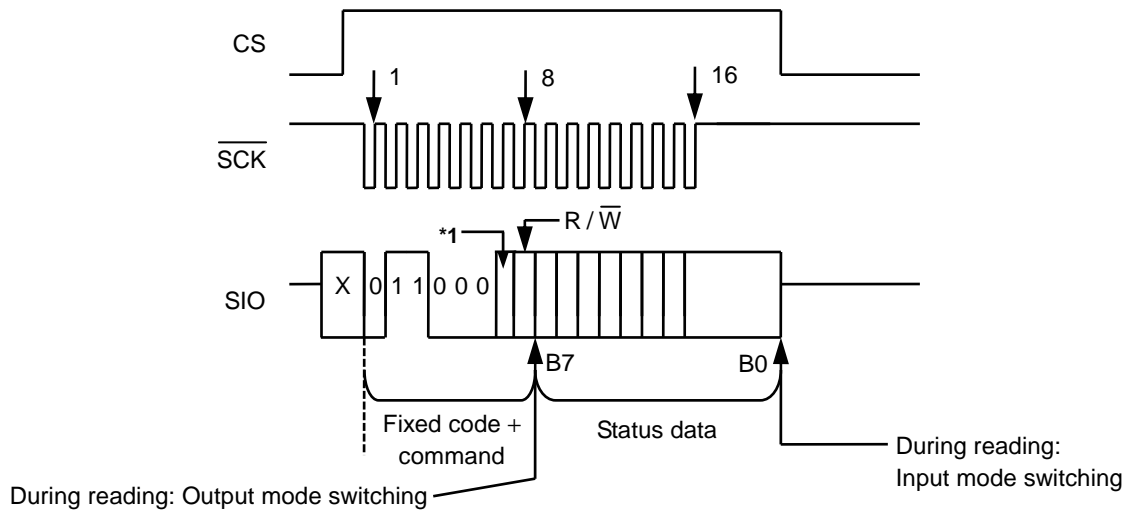 CS
1
8
16
S̅C̅K̅
*1
R / W̅
SIO
X 0 1 1 0 0 0
B7
B0
Fixed code +
command
Status data
During reading:
Input mode switching
During reading: Output mode switching